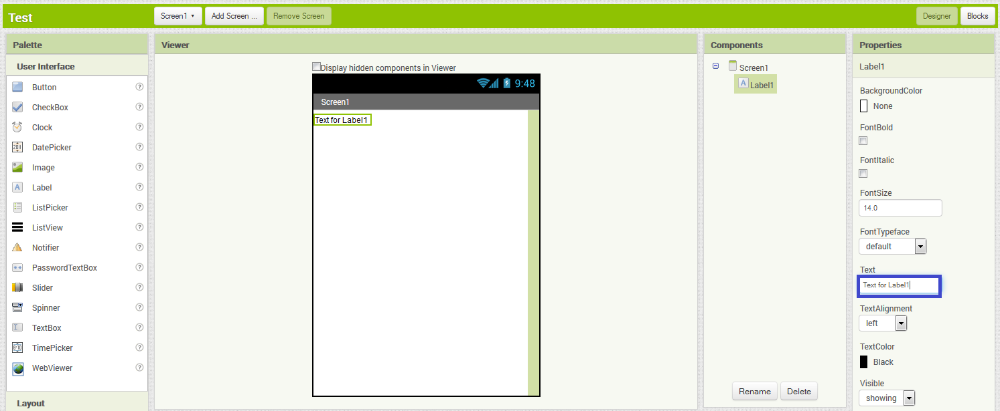 Test
Screen1
Add Screen ...
Remove Screen
Designer
Blocks
Palette
User Interface
Button
CheckBox
Clock
DatePicker
Image
Label
ListPicker
ListView
Notifier
PasswordTextBox
Slider
Spinner
TextBox
TimePicker
WebViewer
Layout
Viewer
Display hidden components in Viewer
9:48
Screen1
Text for Label1
Components
Screen1
A Label1
Rename
Delete
Properties
Label1
BackgroundColor
None
FontBold
FontItalic
FontSize
14.0
FontTypeface
default
Text
Text for Label1
TextAlignment
left
TextColor
Black
Visible
showing